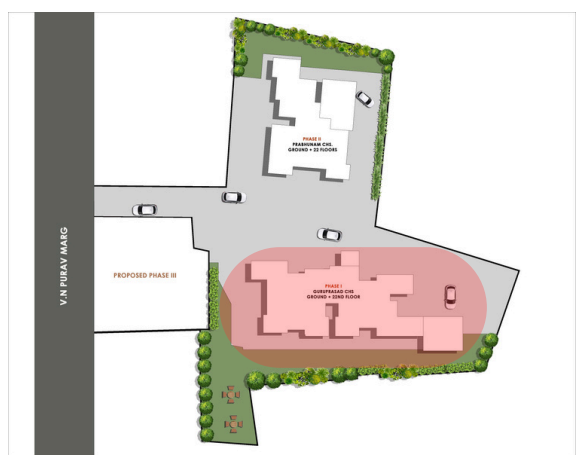 PHASE II
PRABHUNAM CHS.
GROUND + 22 FLOORS
V.N PURAV MARG
PROPOSED PHASE III
PHASE I
GURUPRASAD CHS
GROUND + 22ND FLOOR